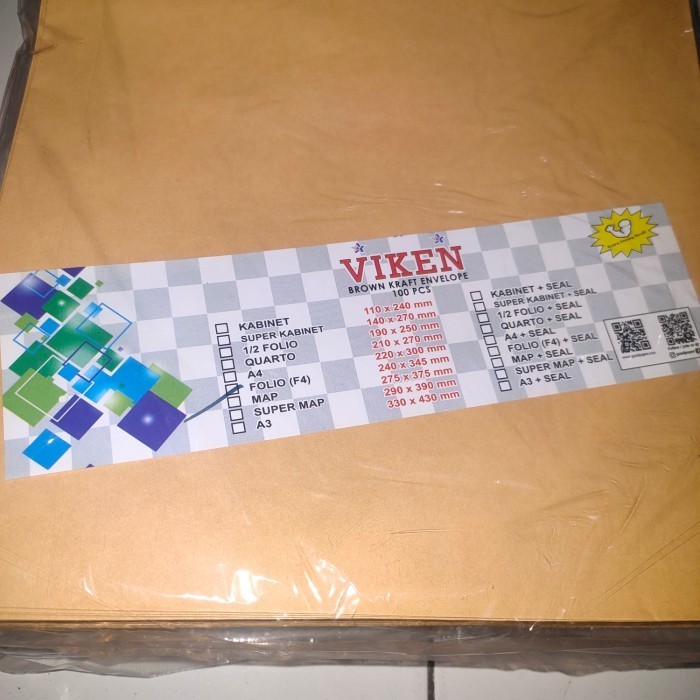 VIKEN
BROWN KRAFT ENVELOPE
100 PCS
KABINET
SUPER KABINET
1/2 FOLIO
QUARTO
A4
FOLIO (F4)
MAP
SUPER MAP
A3
110 x 240 mm
140 x 270 mm
190 x 250 mm
210 x 270 mm
220 x 300 mm
240 x 345 mm
275 x 375 mm
290 x 390 mm
330 x 430 mm
KABINET + SEAL
SUPER KABINET + SEAL
1/2 FOLIO + SEAL
QUARTO + SEAL
A4 + SEAL
FOLIO (F4) + SEAL
MAP + SEAL
SUPER MAP + SEAL
A3 + SEAL